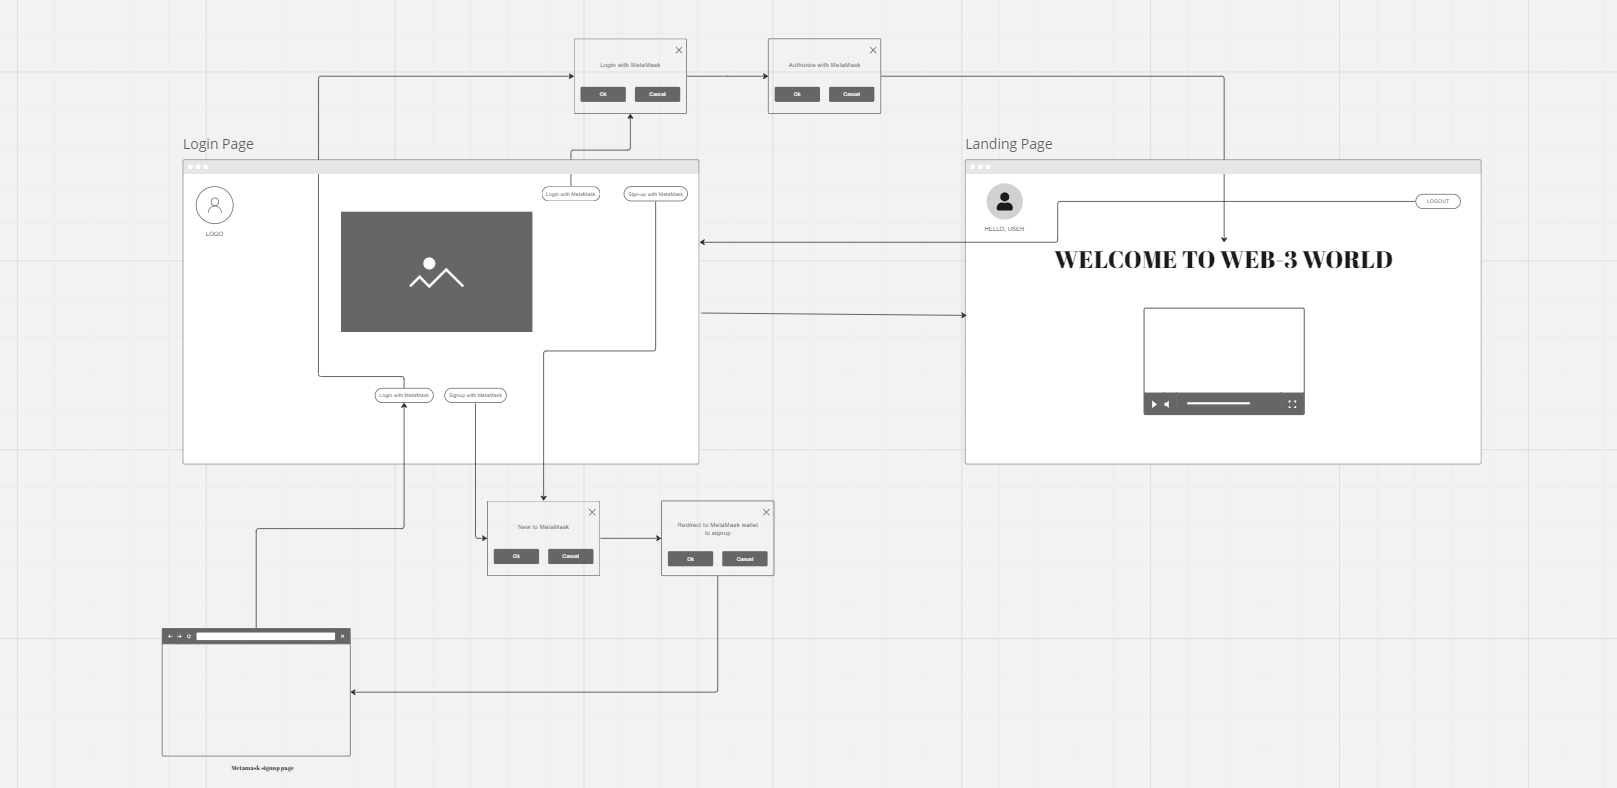 Login with MetaMask
Ok
Cancel
Authorize with MetaMask
Ok
Cancel
Login Page
Login with MetaMask
Sign-up with MetaMask
LOGO
Login with MetaMask
Signup with MetaMask
Landing Page
LOGOUT
HELLO, USER
WELCOME TO WEB-3 WORLD
New to MetaMask
Ok
Cancel
Redirect to MetaMask wallet
to signup
Ok
Cancel
Metamask signup page